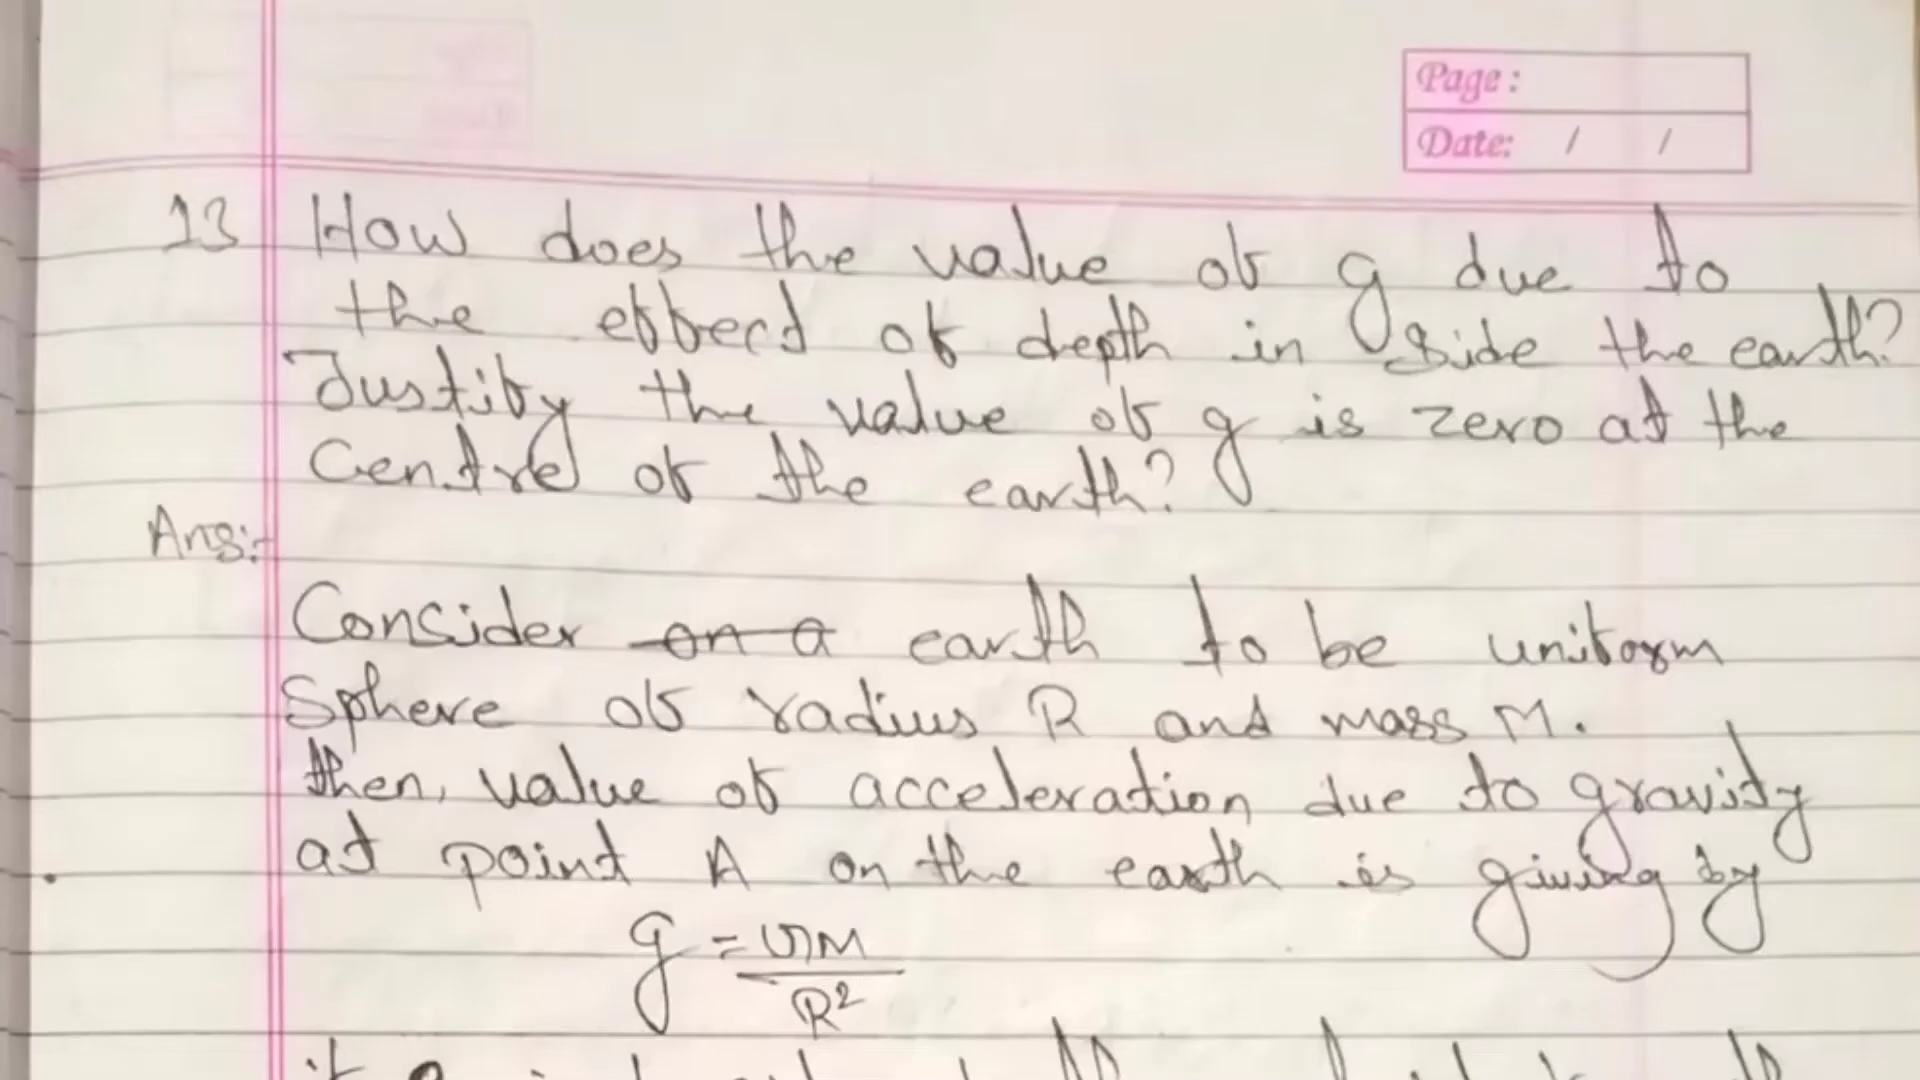 Page:
Date: / /
13 How does the value of g due to
the effect of depth in side the earth?
Justify the value of g is zero at the
Centre of the earth?
Ans:-
Consider on a earth to be uniform
Sphere of radius R and mass M.
then, value of acceleration due to gravity
at point A on the earth is giving by
g = GM
R²